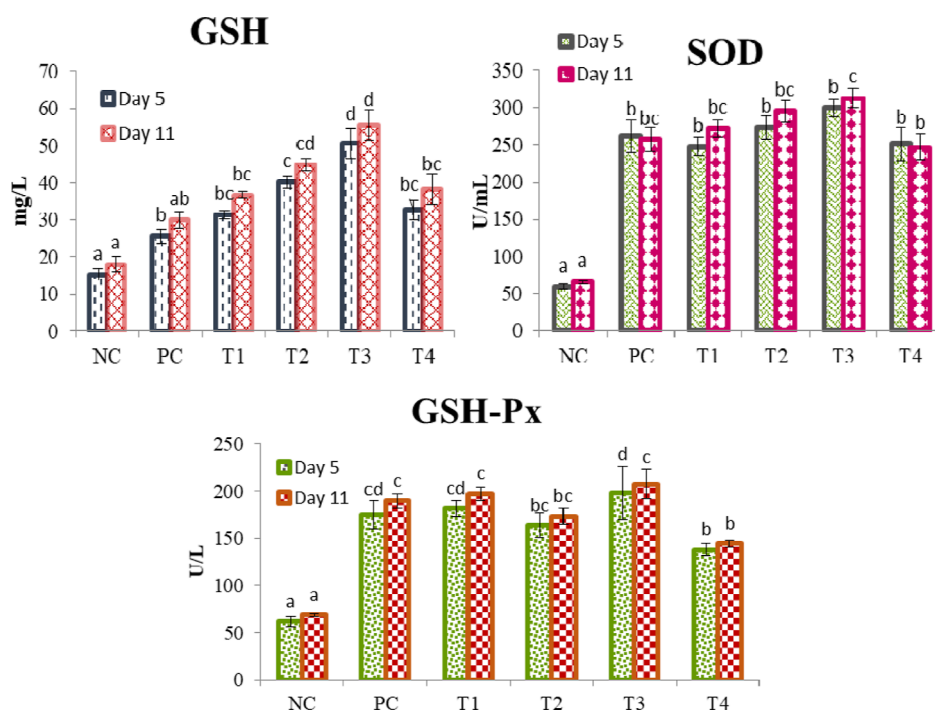 GSH
mg/L
70
60
50
40
30
20
10
0
Day 5
Day 11
a a b ab bc bc c cd d d bc bc
NC PC T1 T2 T3 T4
SOD
U/mL
350
300
250
200
150
100
50
0
Day 5
Day 11
a a b bc b bc b bc b c b b
NC PC T1 T2 T3 T4
GSH-Px
U/L
250
200
150
100
50
0
Day 5
Day 11
a a cd c cd c bc bc d c b b
NC PC T1 T2 T3 T4